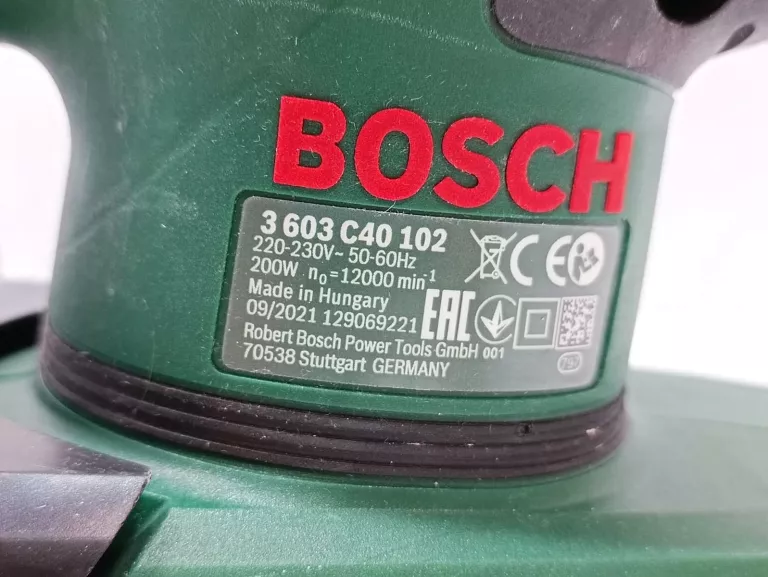 BOSCH
3 603 C40 102
220-230V~ 50-60Hz
200W n₀=12000 min⁻¹
Made in Hungary
09/2021 129069221
Robert Bosch Power Tools GmbH 001
70538 Stuttgart GERMANY
CE
EAC